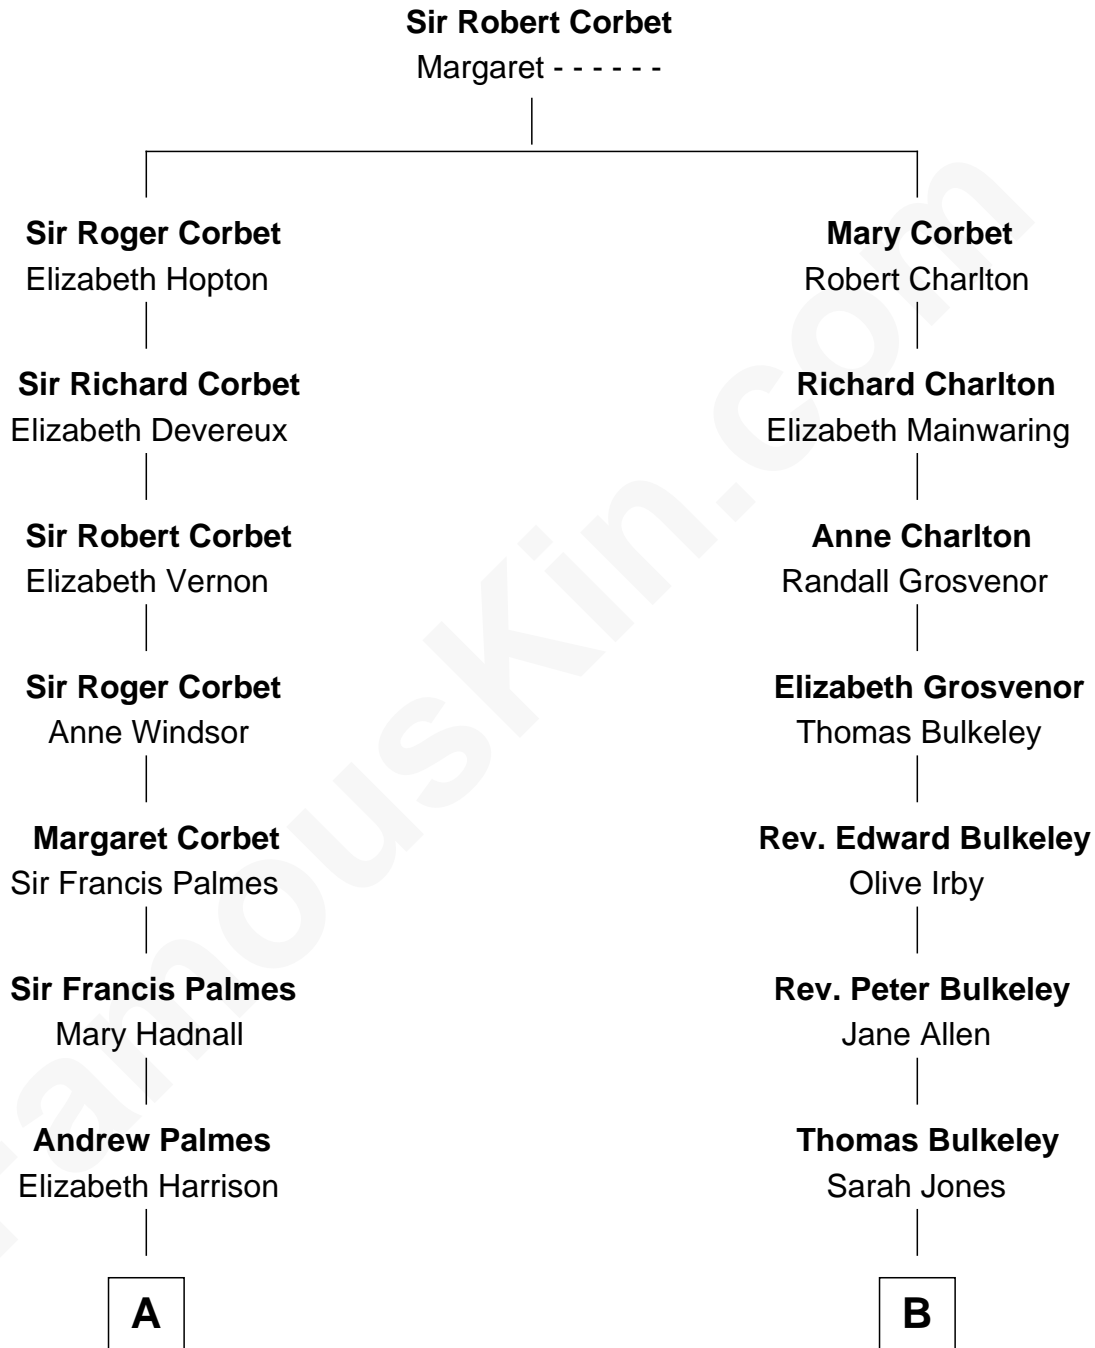 Sir Robert Corbet
Margaret - - - - - -
Sir Roger Corbet
Elizabeth Hopton
Mary Corbet
Robert Charlton
Sir Richard Corbet
Elizabeth Devereux
Richard Charlton
Elizabeth Mainwaring
Sir Robert Corbet
Elizabeth Vernon
Anne Charlton
Randall Grosvenor
Sir Roger Corbet
Anne Windsor
Elizabeth Grosvenor
Thomas Bulkeley
Margaret Corbet
Sir Francis Palmes
Rev. Edward Bulkeley
Olive Irby
Sir Francis Palmes
Mary Hadnall
Rev. Peter Bulkeley
Jane Allen
Andrew Palmes
Elizabeth Harrison
Thomas Bulkeley
Sarah Jones
A
B
FamousKin.com